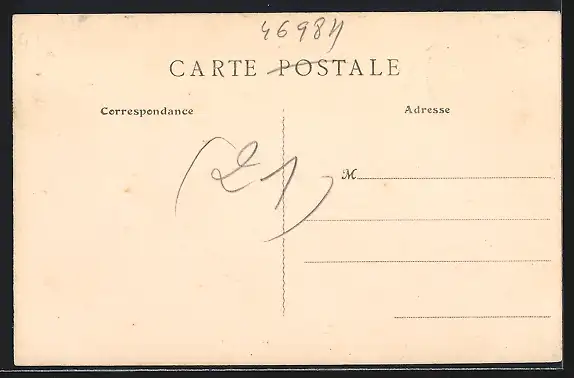 46984
CARTE POSTALE
Correspondance
Adresse
(21)
M